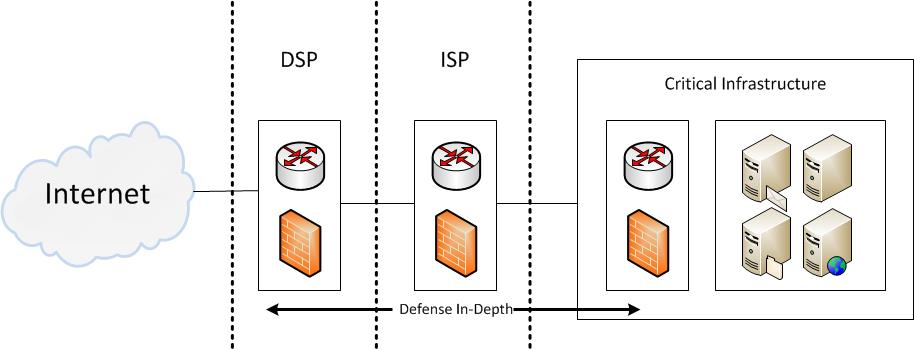 DSP
ISP
Critical Infrastructure
Internet
Defense In-Depth